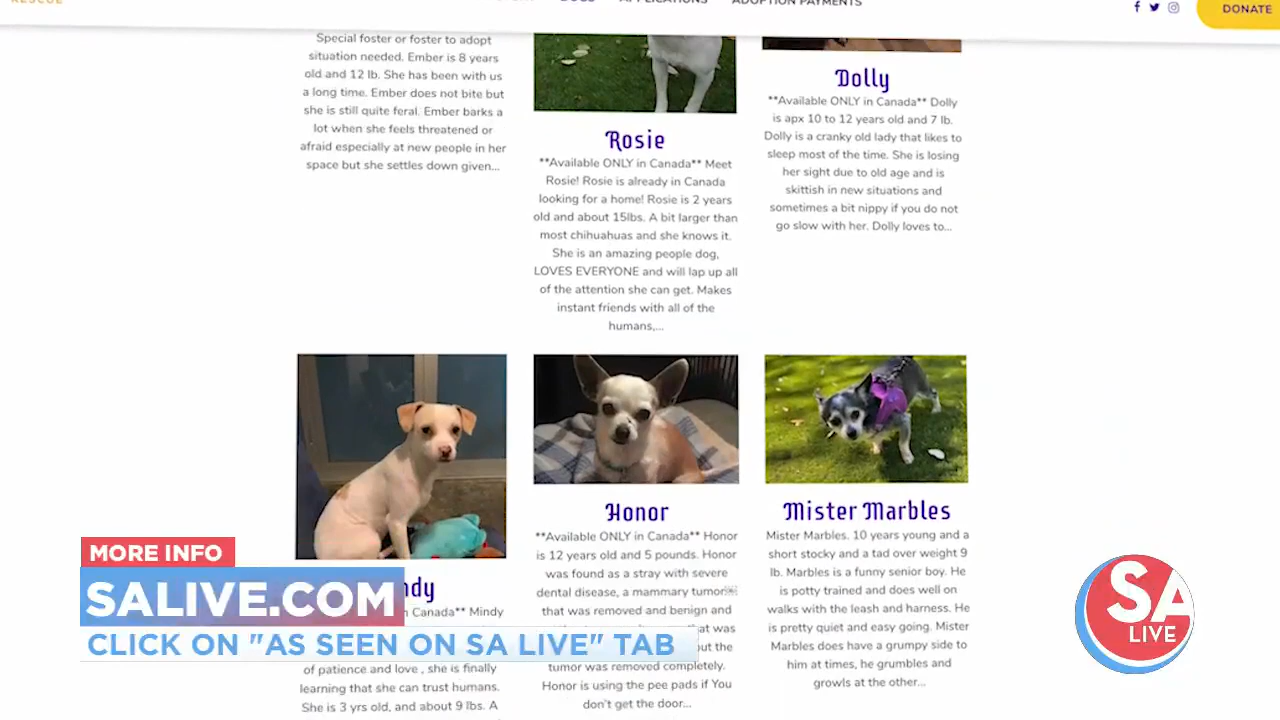 RESCUE
APPLICATIONS
ADOPTION PAYMENTS
DONATE
Special foster or foster to adopt
situation needed. Ember is 8 years
old and 12 lb. She has been with us
a long time. Ember does not bite but
she is still quite feral. Ember barks a
lot when she feels threatened or
afraid especially at new people in her
space but she settles down given...
Rosie
**Available ONLY in Canada** Meet
Rosie! Rosie is already in Canada
looking for a home! Rosie is 2 years
old and about 15lbs. A bit larger than
most chihuahuas and she knows it.
She is an amazing people dog,
LOVES EVERYONE and will lap up all
of the attention she can get. Makes
instant friends with all of the
humans,...
Dolly
**Available ONLY in Canada** Dolly
is apx 10 to 12 years old and 7 lb.
Dolly is a cranky old lady that likes to
sleep most of the time. She is losing
her sight due to old age and is
skittish in new situations and
sometimes a bit nippy if you do not
go slow with her. Dolly loves to...
ndy
in Canada** Mindy
of patience and love , she is finally
learning that she can trust humans.
She is 3 yrs old, and about 9 lbs. A
Honor
**Available ONLY in Canada** Honor
is 12 years old and 5 pounds. Honor
was found as a stray with severe
dental disease, a mammary tumor
that was removed and benign and
that was
but the
tumor was removed completely.
Honor is using the pee pads if You
don't get the door...
Mister Marbles
Mister Marbles. 10 years young and a
short stocky and a tad over weight 9
lb. Marbles is a funny senior boy. He
is potty trained and does well on
walks with the leash and harness. He
is pretty quiet and easy going. Mister
Marbles does have a grumpy side to
him at times, he grumbles and
growls at the other...
MORE INFO
SALIVE.COM
CLICK ON "AS SEEN ON SA LIVE" TAB
SA
LIVE